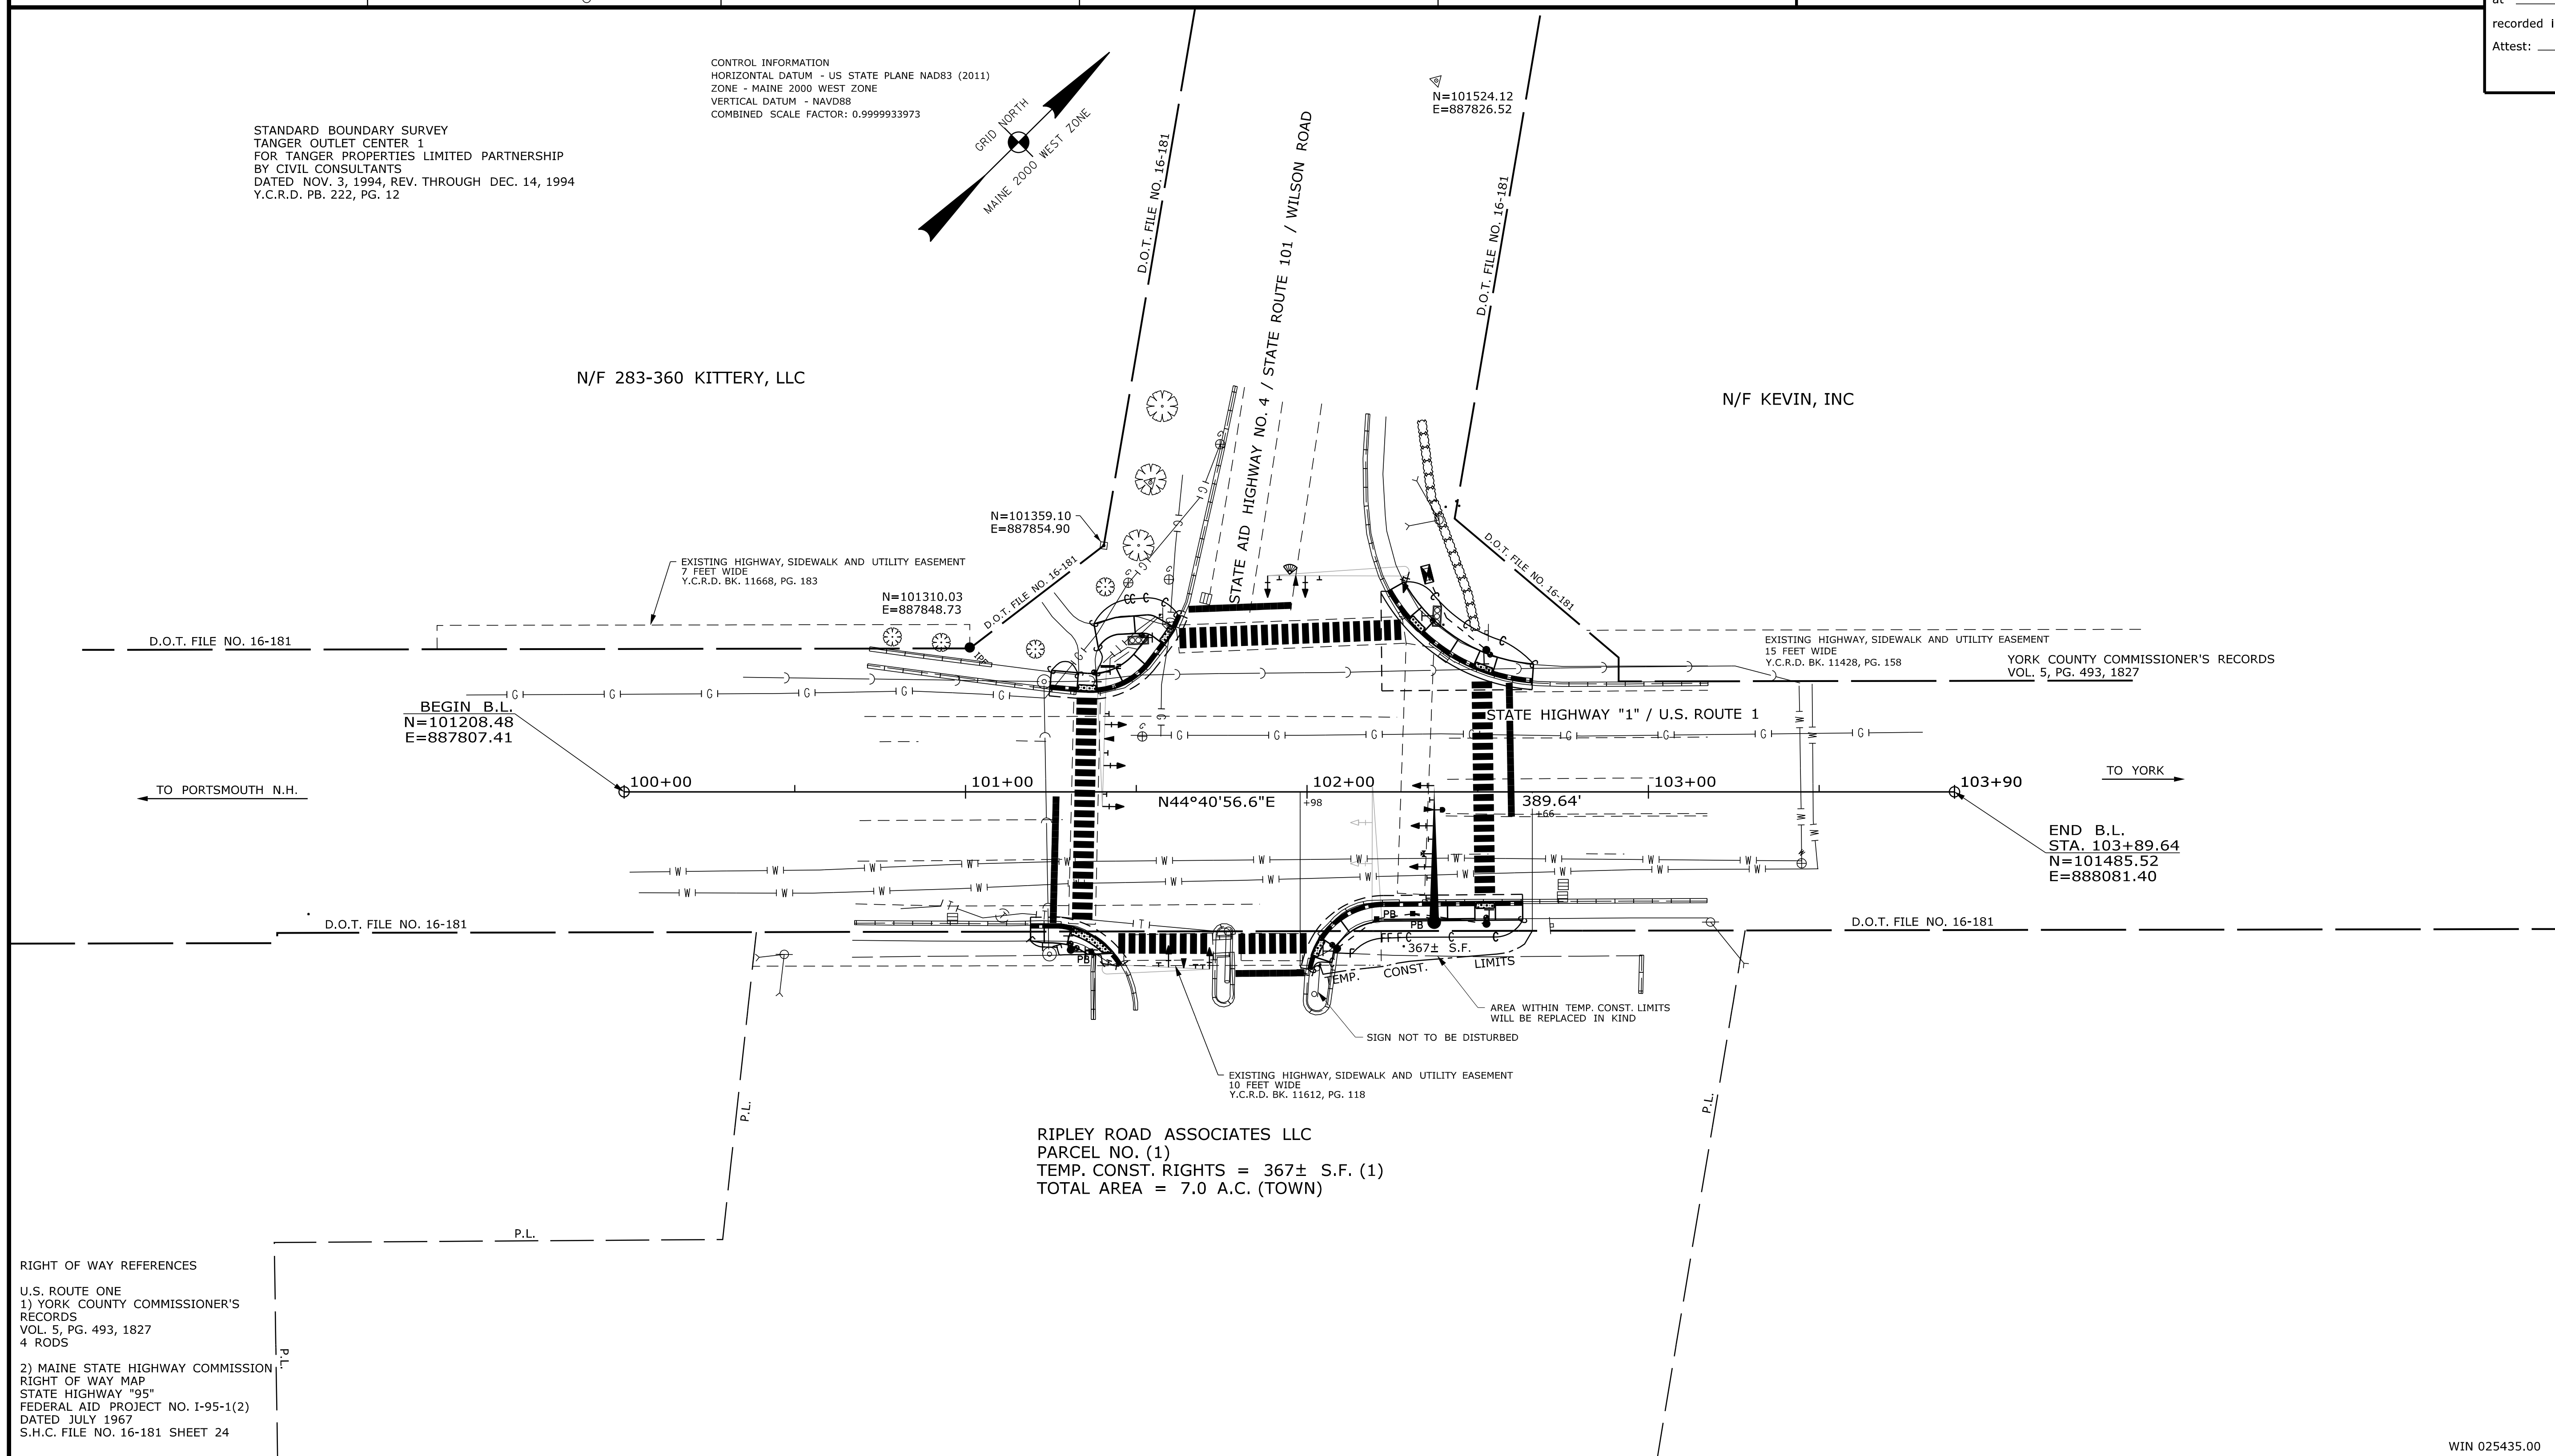 at
recorded
Attest:
CONTROL INFORMATION
HORIZONTAL DATUM - US STATE PLANE NAD83 (2011)
ZONE - MAINE 2000 WEST ZONE
VERTICAL DATUM - NAVD88
COMBINED SCALE FACTOR: 0.9999933973
GRID NORTH
MAINE 2000 WEST ZONE
STANDARD BOUNDARY SURVEY
TANGER OUTLET CENTER 1
FOR TANGER PROPERTIES LIMITED PARTNERSHIP
BY CIVIL CONSULTANTS
DATED NOV. 3, 1994, REV. THROUGH DEC. 14, 1994
Y.C.R.D. PB. 222, PG. 12
N=101524.12
E=887826.52
D.O.T. FILE NO. 16-181
D.O.T. FILE NO. 16-181
STATE AID HIGHWAY NO. 4 / STATE ROUTE 101 / WILSON ROAD
N/F 283-360 KITTERY, LLC
N/F KEVIN, INC
N=101359.10
E=887854.90
EXISTING HIGHWAY, SIDEWALK AND UTILITY EASEMENT
7 FEET WIDE
Y.C.R.D. BK. 11668, PG. 183
N=101310.03
E=887848.73
D.O.T. FILE NO. 16-181
D.O.T. FILE NO. 16-181
D.O.T. FILE NO. 16-181
IPF
EXISTING HIGHWAY, SIDEWALK AND UTILITY EASEMENT
15 FEET WIDE
Y.C.R.D. BK. 11428, PG. 158
YORK COUNTY COMMISSIONER'S RECORDS
VOL. 5, PG. 493, 1827
BEGIN B.L.
N=101208.48
E=887807.41
STATE HIGHWAY "1" / U.S. ROUTE 1
TO PORTSMOUTH N.H.
100+00
101+00
102+00
103+00
103+90
TO YORK
N44°40'56.6"E
+98
389.64'
+66
END B.L.
STA. 103+89.64
N=101485.52
E=888081.40
D.O.T. FILE NO. 16-181
D.O.T. FILE NO. 16-181
PB
PB
PB
367± S.F.
TEMP. CONST. LIMITS
AREA WITHIN TEMP. CONST. LIMITS
WILL BE REPLACED IN KIND
SIGN NOT TO BE DISTURBED
EXISTING HIGHWAY, SIDEWALK AND UTILITY EASEMENT
10 FEET WIDE
Y.C.R.D. BK. 11612, PG. 118
P.L.
P.L.
RIPLEY ROAD ASSOCIATES LLC
PARCEL NO. (1)
TEMP. CONST. RIGHTS = 367± S.F. (1)
TOTAL AREA = 7.0 A.C. (TOWN)
P.L.
P.L.
RIGHT OF WAY REFERENCES
U.S. ROUTE ONE
1) YORK COUNTY COMMISSIONER'S
RECORDS
VOL. 5, PG. 493, 1827
4 RODS
2) MAINE STATE HIGHWAY COMMISSION
RIGHT OF WAY MAP
STATE HIGHWAY "95"
FEDERAL AID PROJECT NO. I-95-1(2)
DATED JULY 1967
S.H.C. FILE NO. 16-181 SHEET 24
WIN 025435.00